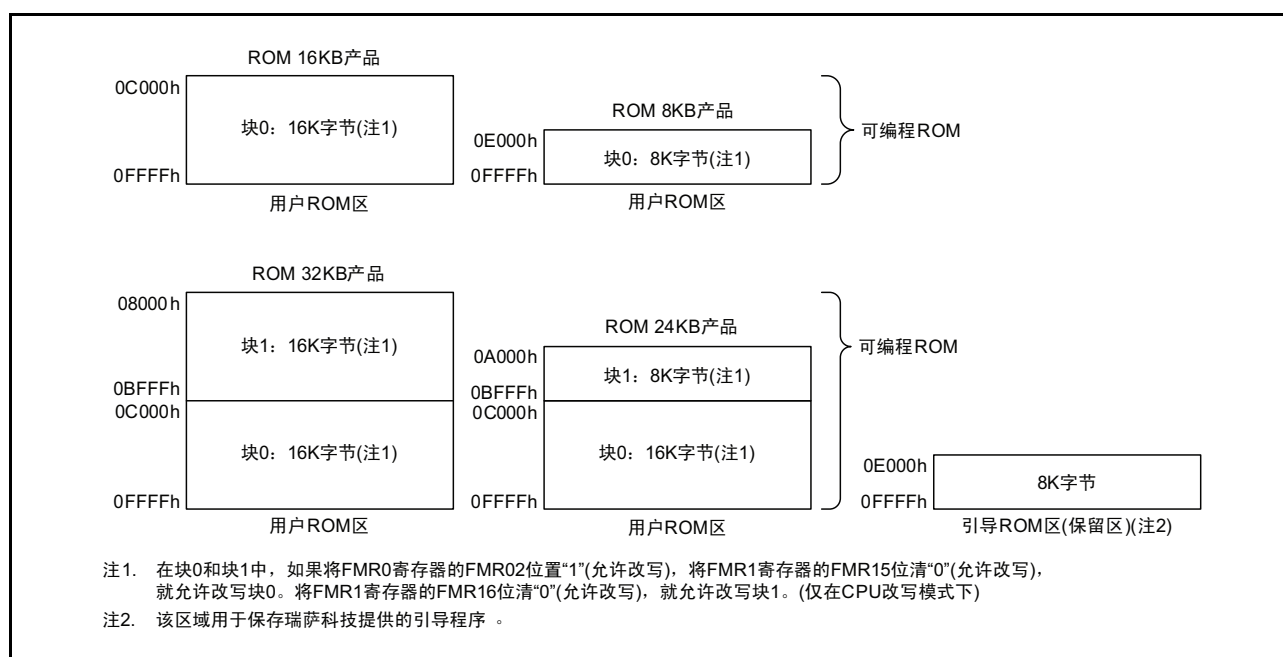 ROM 16KB产品
0C000h
块0：16K字节(注1)
0FFFFh
用户ROM区
ROM 8KB产品
0E000h
块0：8K字节(注1)
0FFFFh
用户ROM区
可编程ROM
ROM 32KB产品
08000h
块1：16K字节(注1)
0BFFFh
0C000h
块0：16K字节(注1)
0FFFFh
用户ROM区
ROM 24KB产品
0A000h
块1：8K字节(注1)
0BFFFh
0C000h
块0：16K字节(注1)
0FFFFh
用户ROM区
可编程ROM
0E000h
8K字节
0FFFFh
引导ROM区(保留区)(注2)
注1. 在块0和块1中，如果将FMR0寄存器的FMR02位置“1”(允许改写)，将FMR1寄存器的FMR15位清“0”(允许改写)，
就允许改写块0。将FMR1寄存器的FMR16位清“0”(允许改写)，就允许改写块1。(仅在CPU改写模式下)
注2. 该区域用于保存瑞萨科技提供的引导程序 。